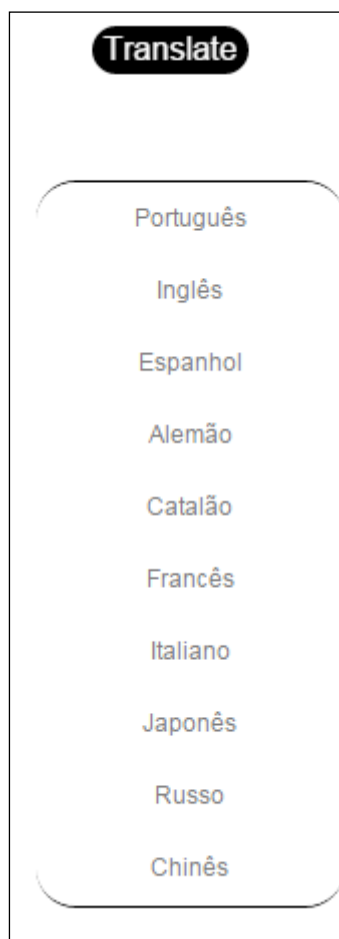 Translate
Português
Inglês
Espanhol
Alemão
Catalão
Francês
Italiano
Japonês
Russo
Chinês